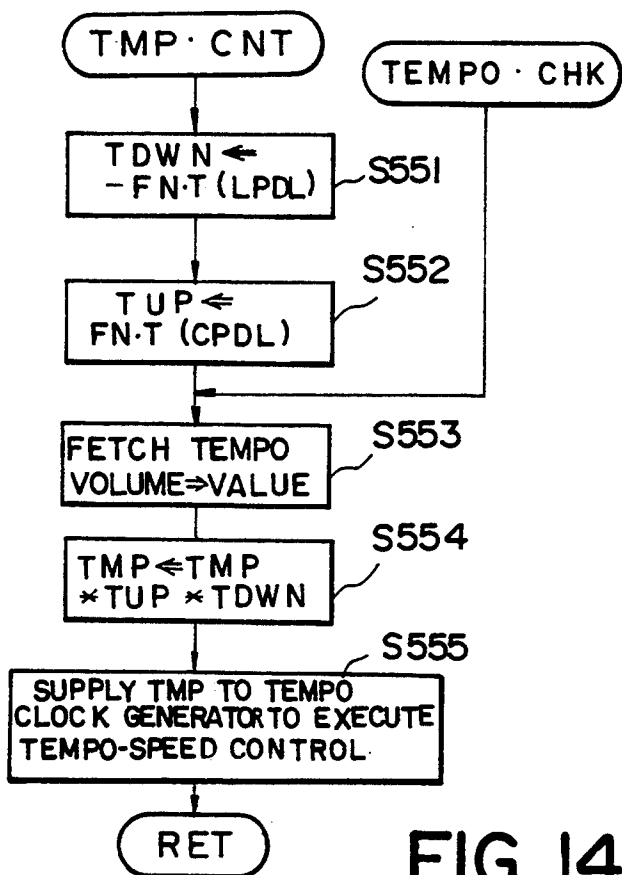 TMP·CNT
TEMPO·CHK
TDWN⇐
-FN·T(LPDL)
S551
TUP⇐
FN·T(CPDL)
S552
FETCH TEMPO
VOLUME⇒VALUE
S553
TMP⇐TMP
*TUP *TDWN
S554
S555
SUPPLY TMP TO TEMPO
CLOCK GENERATOR TO EXECUTE
TEMPO-SPEED CONTROL
RET
FIG. 14